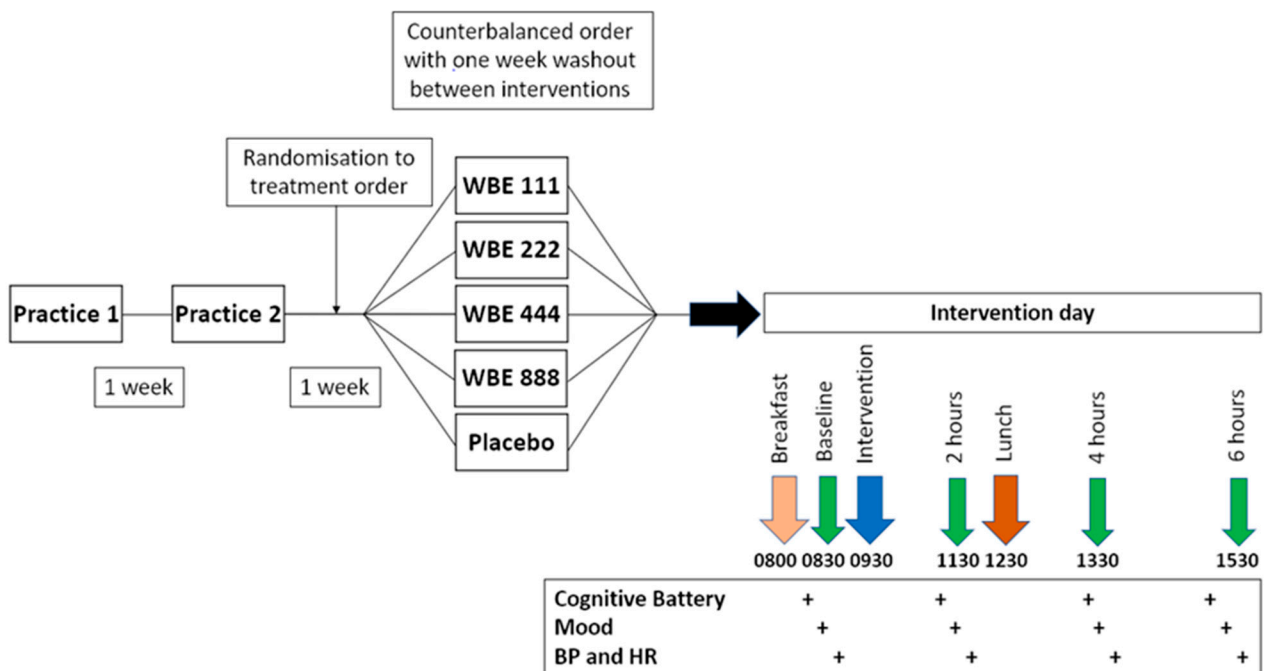 Counterbalanced order
with one week washout
between interventions
Randomisation to
treatment order
WBE 111
WBE 222
WBE 444
WBE 888
Placebo
Practice 1
Practice 2
1 week
1 week
Intervention day
Breakfast
Baseline
Intervention
2 hours
Lunch
4 hours
6 hours
0800 0830 0930 1130 1230 1330 1530
Cognitive Battery + + + +
Mood + + + +
BP and HR + + + +